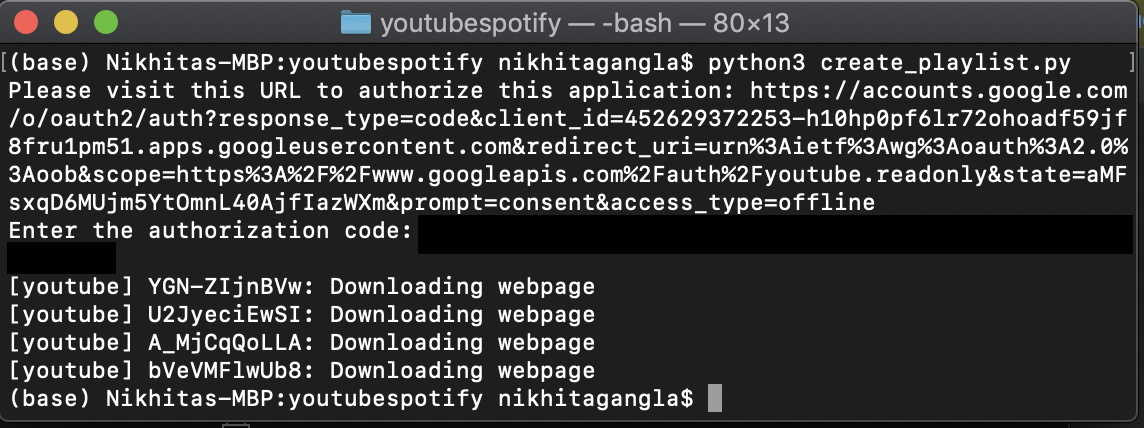 youtubespotify — -bash — 80×13
[(base) Nikhitas-MBP:youtubespotify nikhitagangla$ python3 create_playlist.py ]
Please visit this URL to authorize this application: https://accounts.google.com
/o/oauth2/auth?response_type=code&client_id=452629372253-h10hp0pf6lr72ohoadf59jf
8fru1pm51.apps.googleusercontent.com&redirect_uri=urn%3Aietf%3Awg%3Aoauth%3A2.0%
3Aoob&scope=https%3A%2F%2Fwww.googleapis.com%2Fauth%2Fyoutube.readonly&state=aMF
sxqD6MUjm5YtOmnL40AjfIazWXm&prompt=consent&access_type=offline
Enter the authorization code:
[youtube] YGN-ZIjnBVw: Downloading webpage
[youtube] U2JyeciEwSI: Downloading webpage
[youtube] A_MjCqQoLLA: Downloading webpage
[youtube] bVeVMFlwUb8: Downloading webpage
(base) Nikhitas-MBP:youtubespotify nikhitagangla$